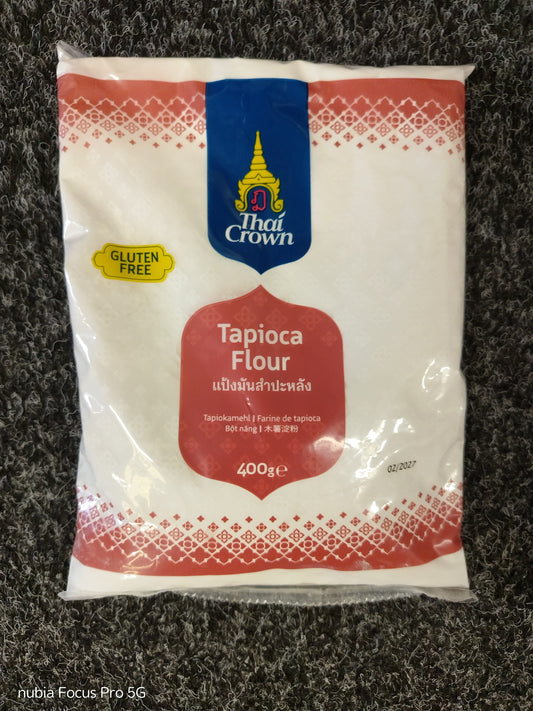 Thai
Crown
GLUTEN
FREE
Tapioca
Flour
แป้งมันสำปะหลัง
Tapiokamehl | Farine de tapioca
Bột năng | 木薯淀粉
400g℮
02/2027
nubia Focus Pro 5G